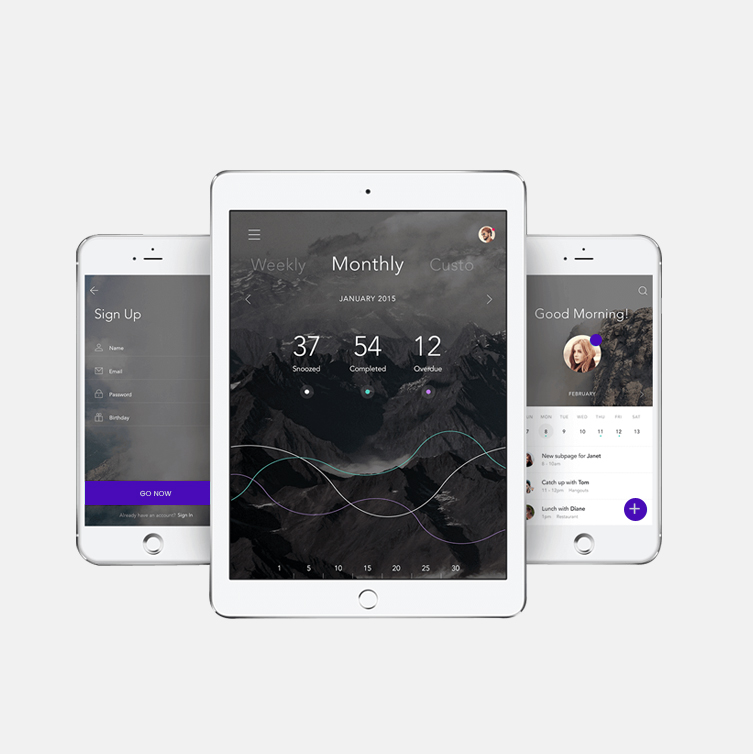 Sign Up
Name
Email
Password
Birthday
GO NOW
Already have an account? Sign In
Weekly Monthly Custo
JANUARY 2015
37 54 12
Snoozed Completed Overdue
1 5 10 15 20 25 30
Good Morning!
FEBRUARY
UN MON TUE WED THU FRI SAT
7 8 9 10 11 12 13
New subpage for Janet
8 - 10am
Catch up with Tom
11 - 12pm Hangouts
Lunch with Diane
1pm Restaurant